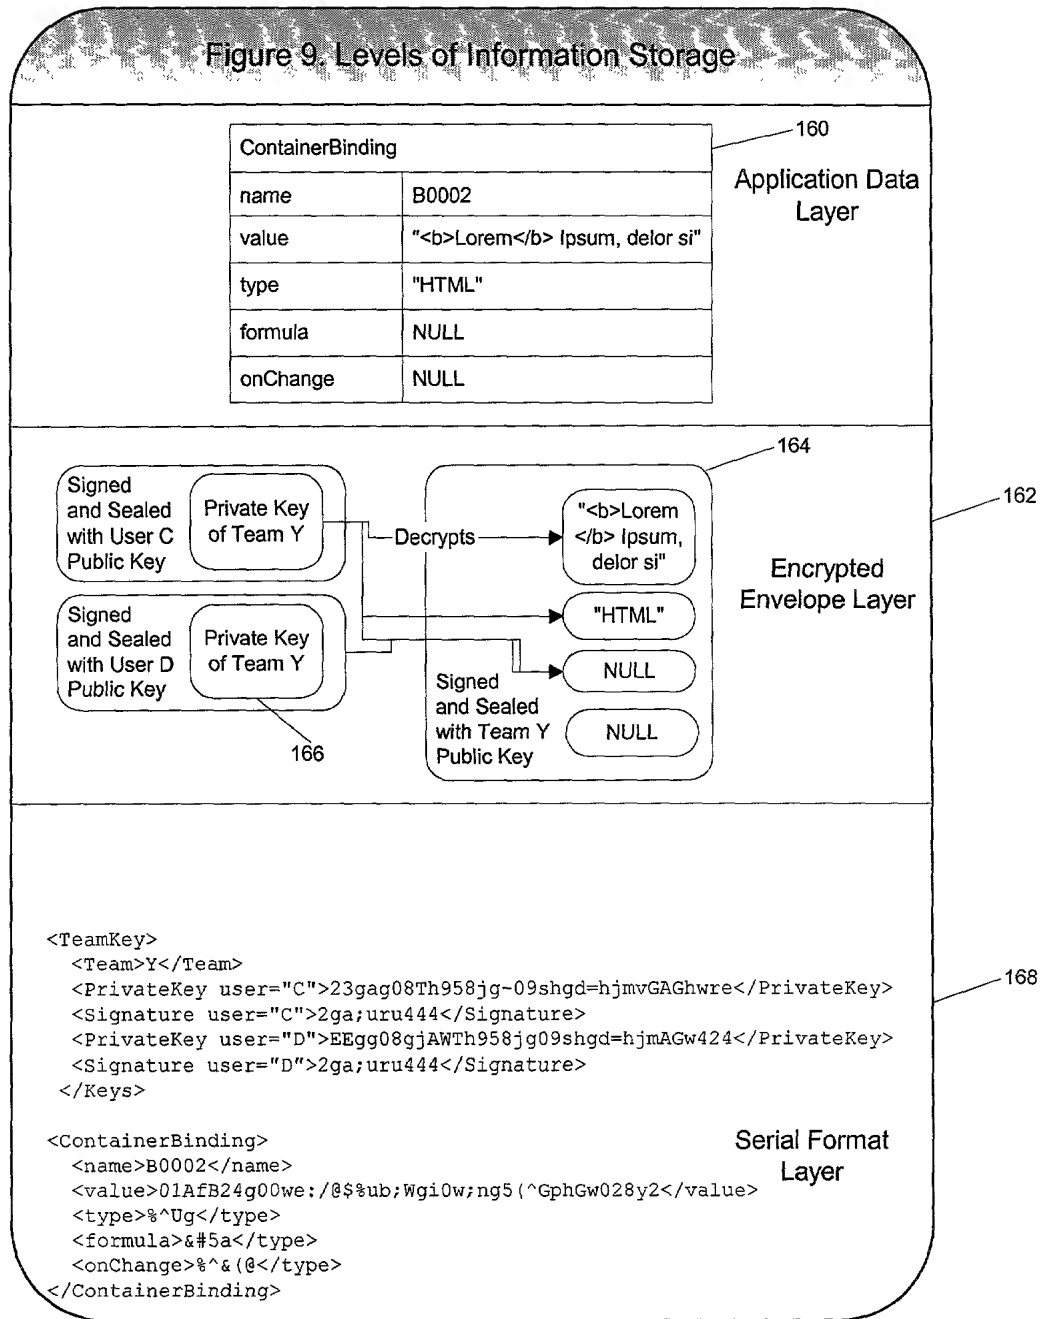 Figure 9. Levels of Information Storage
160
ContainerBinding
name B0002
value "<b>Lorem</b> Ipsum, delor si"
type "HTML"
formula NULL
onChange NULL
Application Data
Layer
164
162
Signed
and Sealed
with User C
Public Key
Private Key
of Team Y
Decrypts
"<b>Lorem
</b> Ipsum,
delor si"
"HTML"
NULL
NULL
Signed
and Sealed
with User D
Public Key
Private Key
of Team Y
166
Signed
and Sealed
with Team Y
Public Key
Encrypted
Envelope Layer
168
<TeamKey>
<Team>Y</Team>
<PrivateKey user="C">23gag08Th958jg-09shgd=hjmvGAGhwre</PrivateKey>
<Signature user="C">2ga;uru444</Signature>
<PrivateKey user="D">EEgg08gjAWTh958jg09shgd=hjmAGw424</PrivateKey>
<Signature user="D">2ga;uru444</Signature>
</Keys>
<ContainerBinding>
<name>B0002</name>
<value>01AfB24g00we:/@$%ub;Wgi0w;ng5(^GphGw028y2</value>
<type>%^Ug</type>
<formula>&#5a</type>
<onChange>%^&(@</type>
</ContainerBinding>
Serial Format
Layer